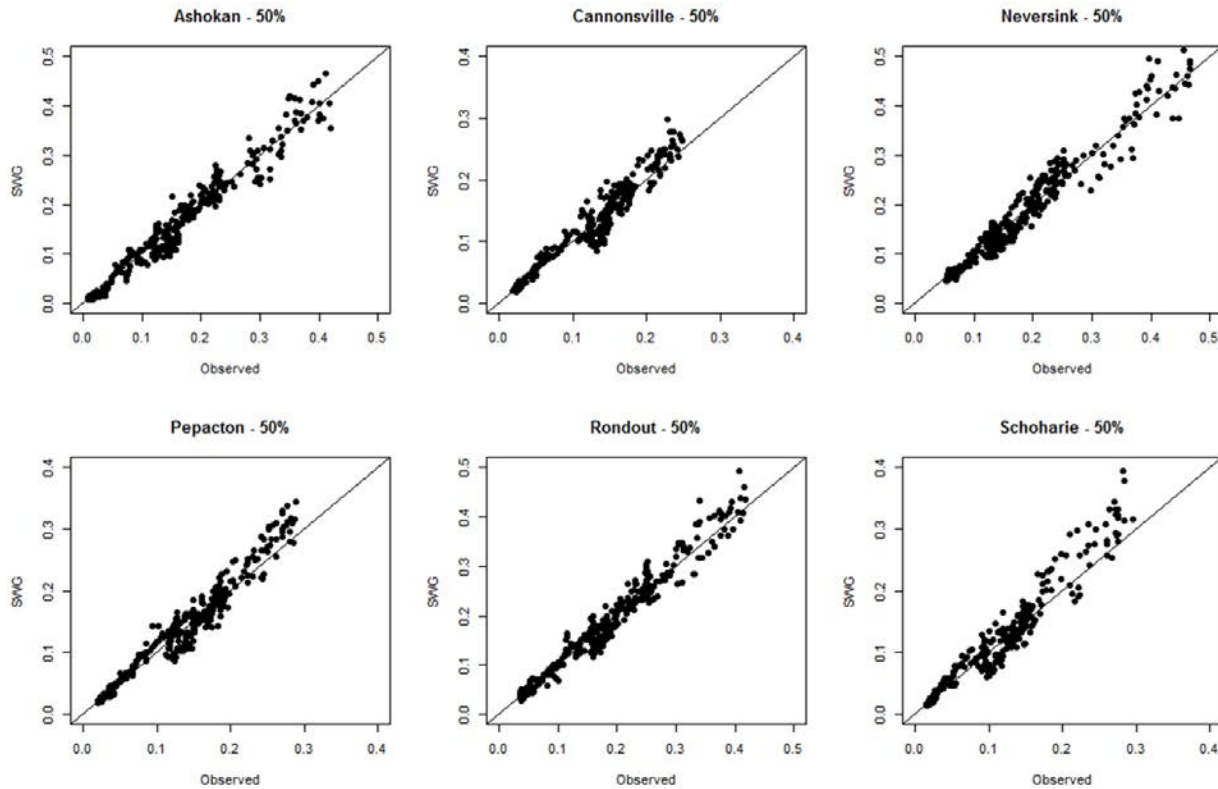 Ashokan - 50%
SWG
0.5
0.4
0.3
0.2
0.1
0.0
0.0 0.1 0.2 0.3 0.4 0.5
Observed
Cannonsville - 50%
SWG
0.4
0.3
0.2
0.1
0.0
0.0 0.1 0.2 0.3 0.4
Observed
Neversink - 50%
SWG
0.5
0.4
0.3
0.2
0.1
0.0
0.0 0.1 0.2 0.3 0.4 0.5
Observed
Pepacton - 50%
SWG
0.4
0.3
0.2
0.1
0.0
0.0 0.1 0.2 0.3 0.4
Observed
Rondout - 50%
SWG
0.5
0.4
0.3
0.2
0.1
0.0
0.0 0.1 0.2 0.3 0.4 0.5
Observed
Schoharie - 50%
SWG
0.4
0.3
0.2
0.1
0.0
0.0 0.1 0.2 0.3 0.4
Observed